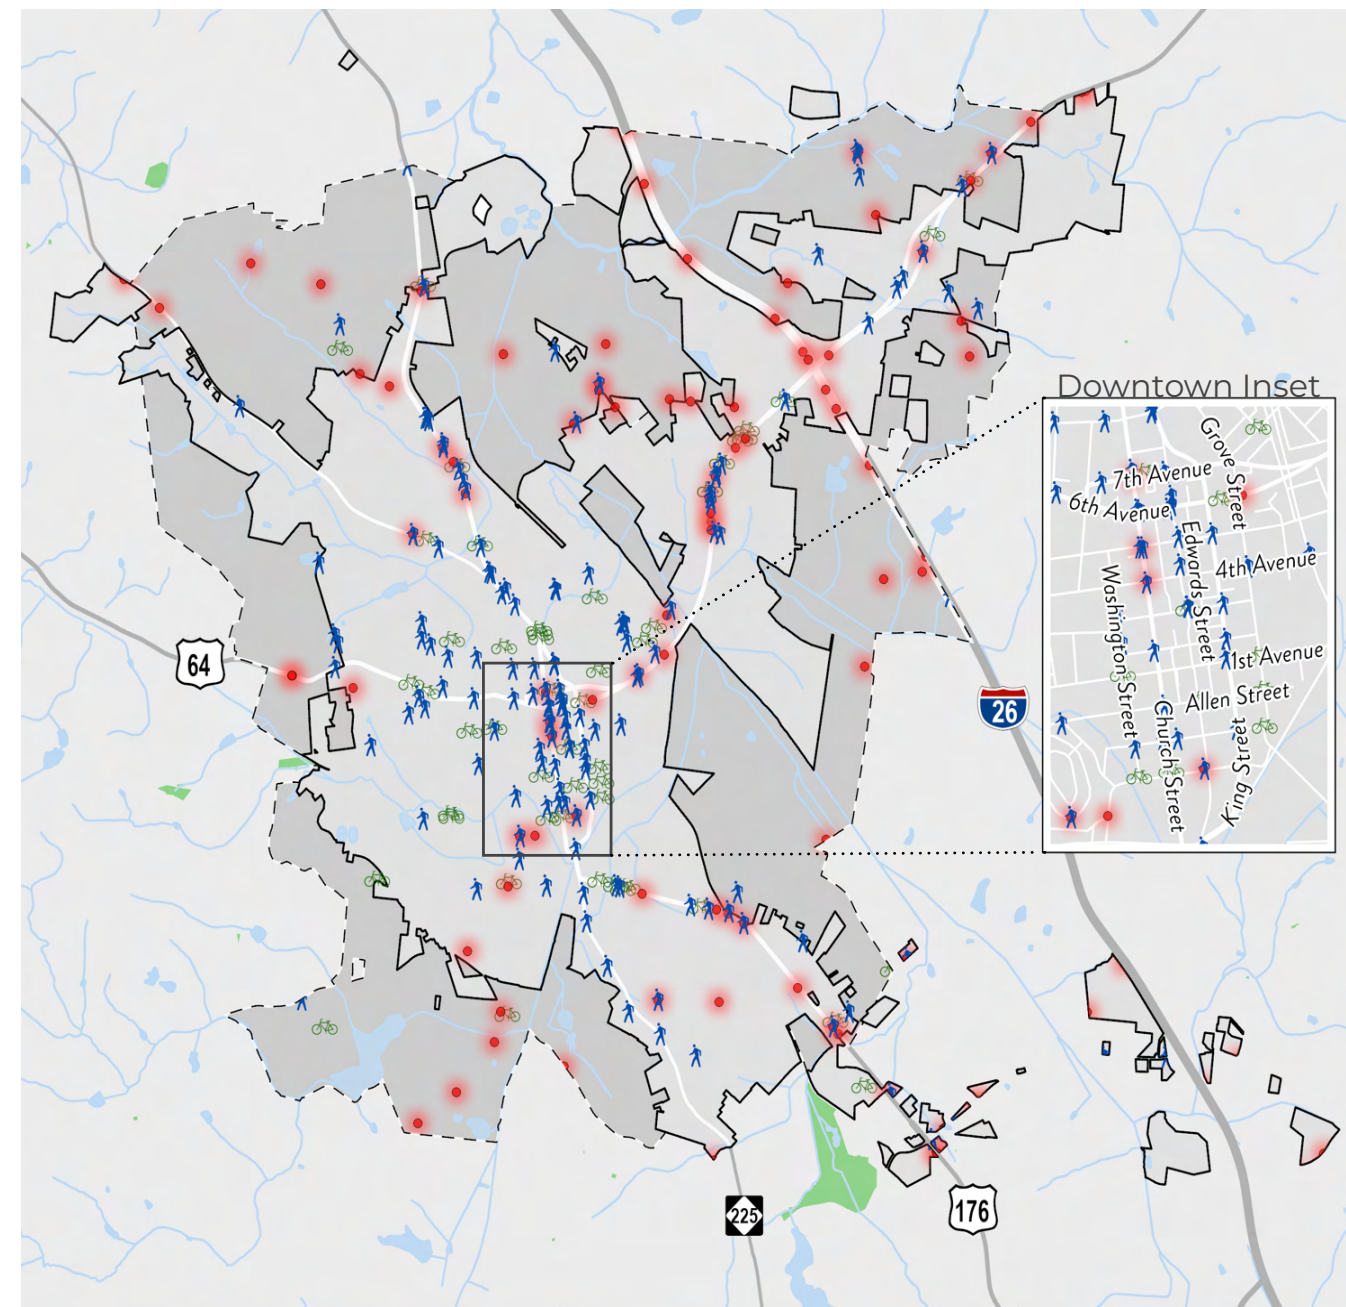 Downtown Inset
Grove Street
7th Avenue
6th Avenue
Edwards Street
4th Avenue
Washington Street
1st Avenue
Allen Street
Church Street
King Street
64
26
225
176